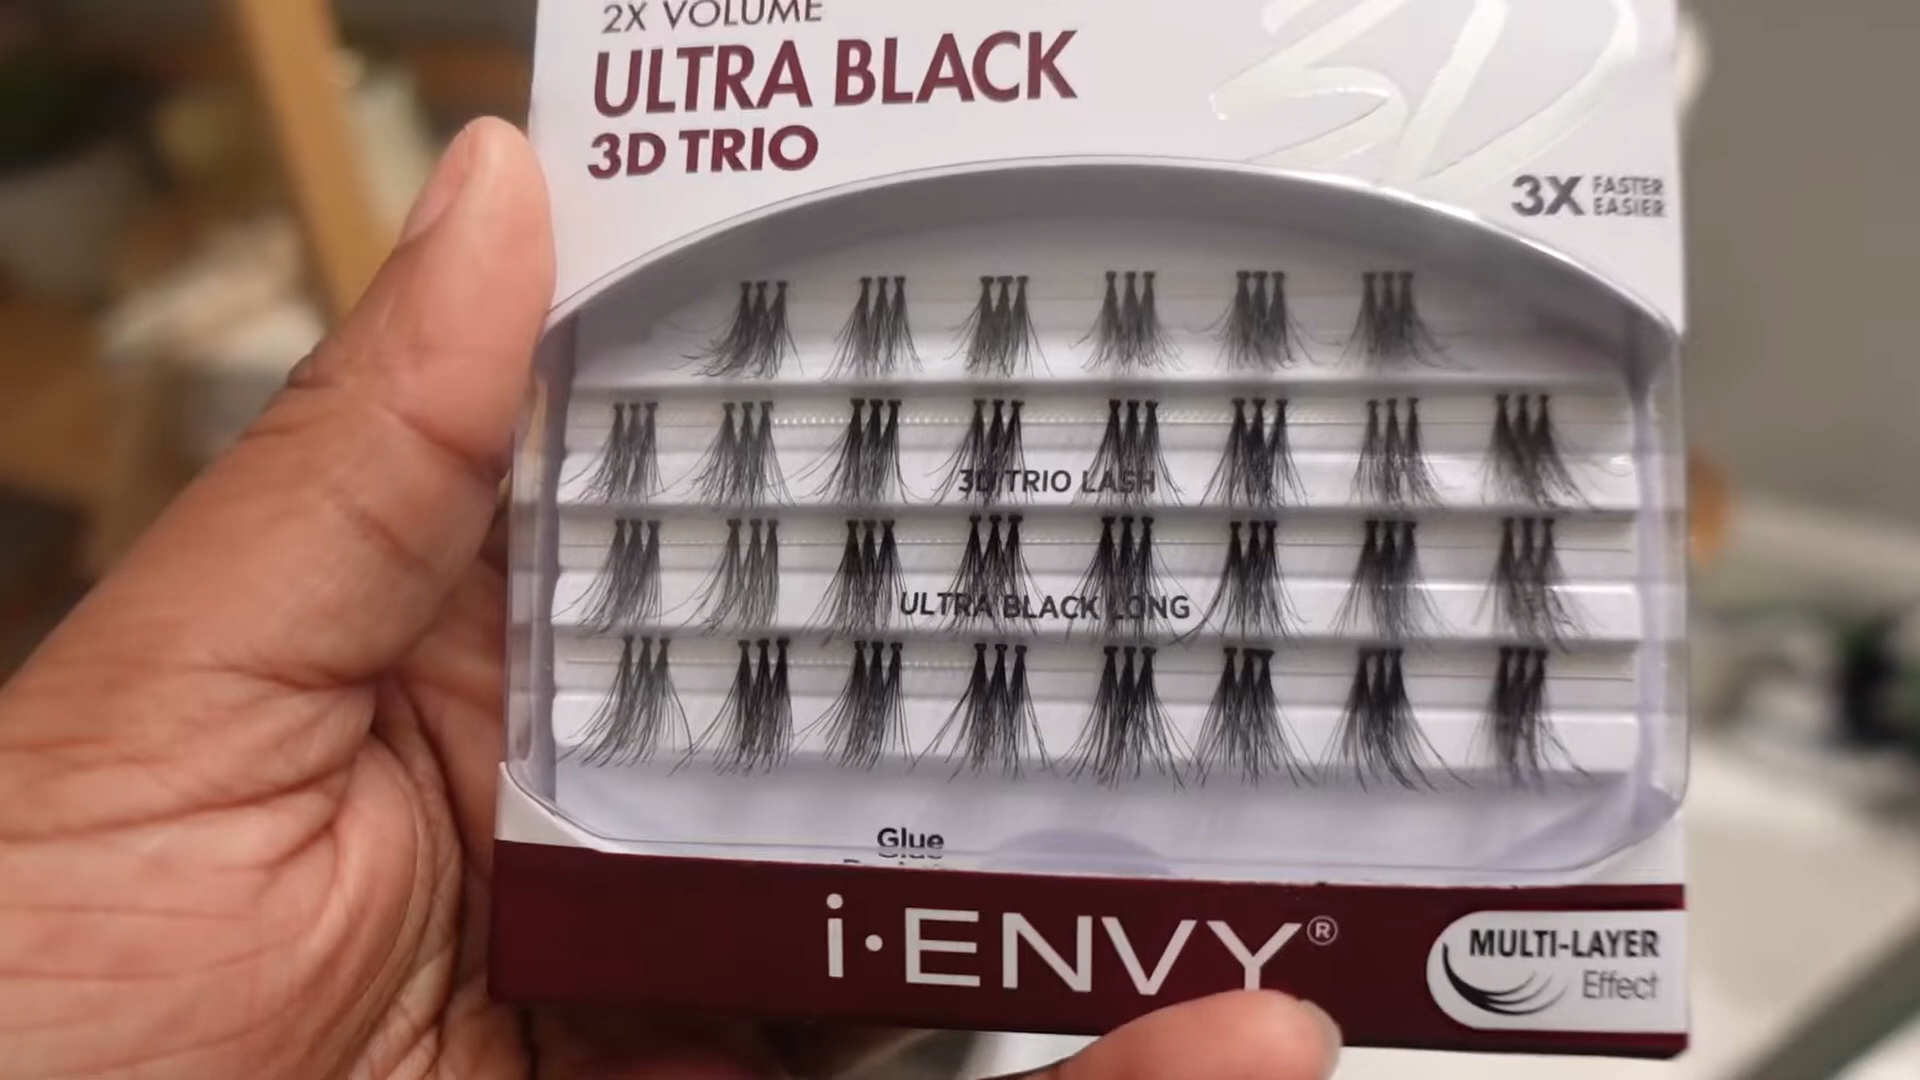 2X VOLUME
ULTRA BLACK
3D TRIO
3D
3X FASTER
EASIER
3D TRIO LASH
ULTRA BLACK LONG
Glue
i·ENVY®
MULTI-LAYER
Effect